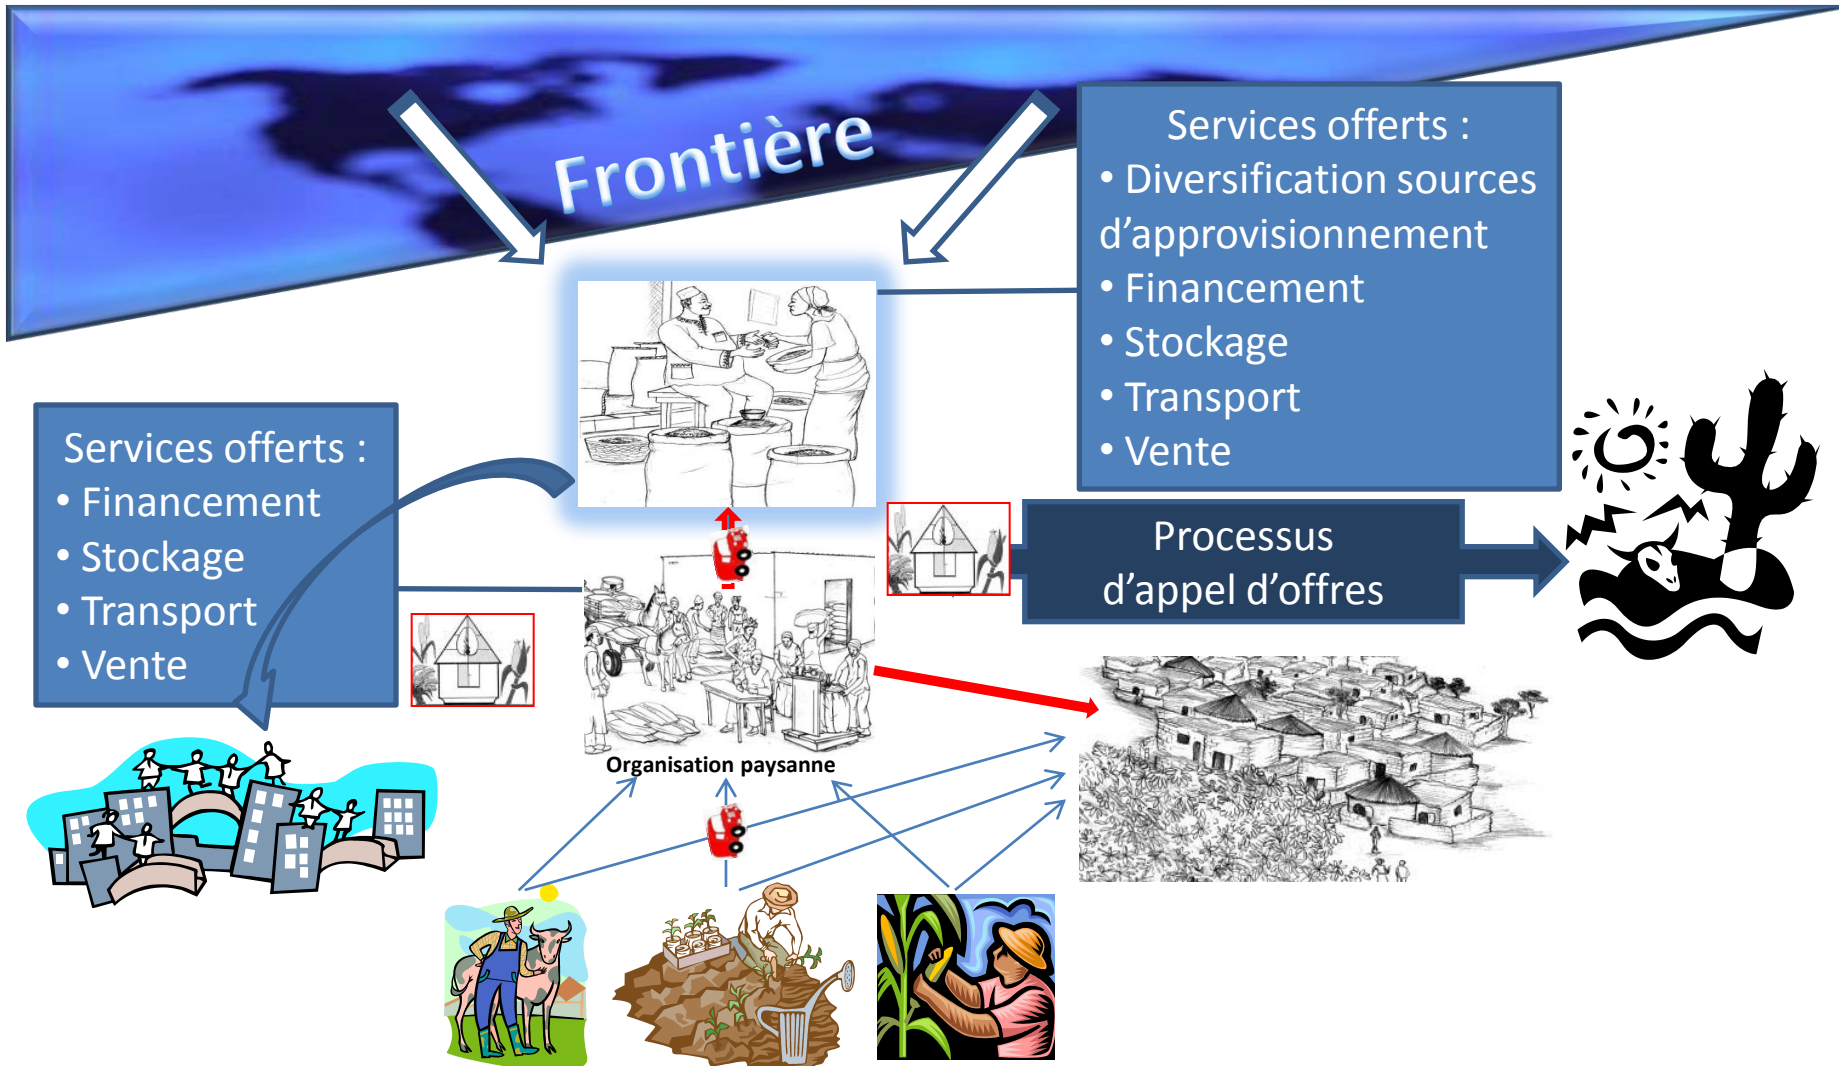 Frontière
Services offerts :
• Diversification sources
d’approvisionnement
• Financement
• Stockage
• Transport
• Vente
Services offerts :
• Financement
• Stockage
• Transport
• Vente
Processus
d’appel d’offres
Organisation paysanne